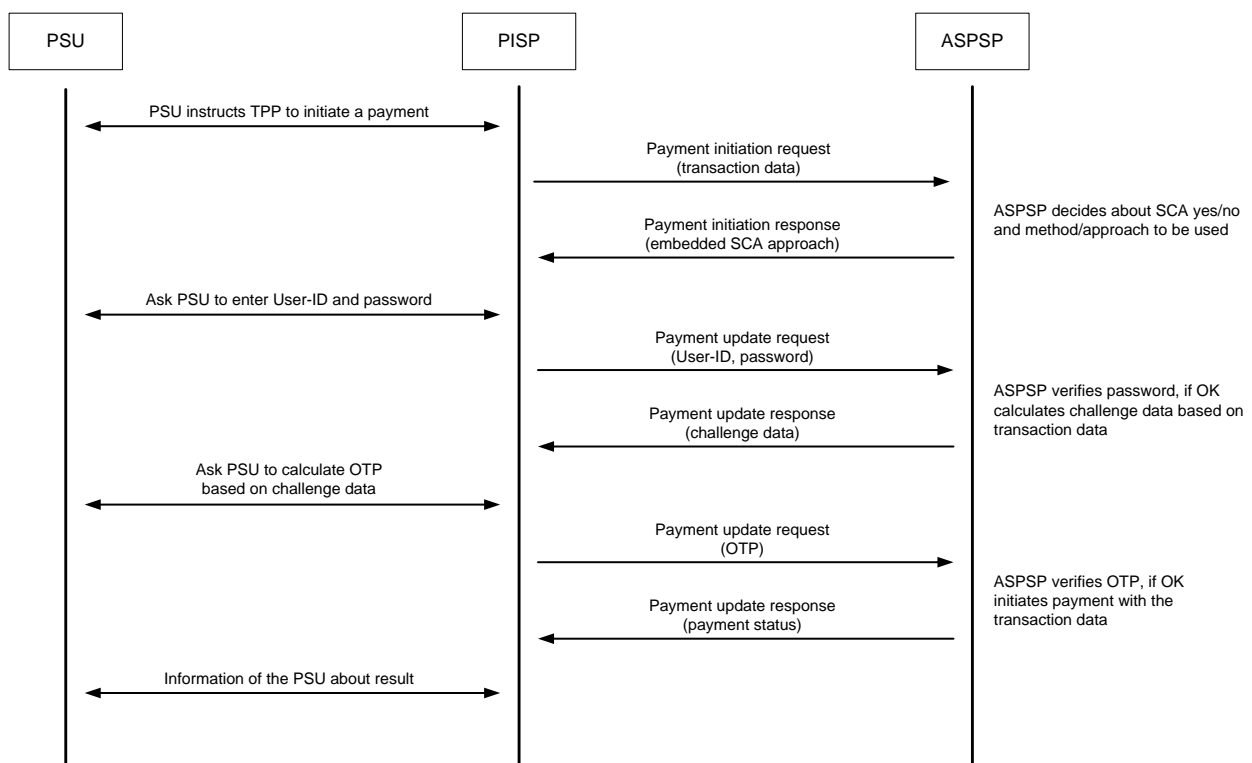 PSU
PISP
ASPSP
PSU instructs TPP to initiate a payment
Payment initiation request
(transaction data)
ASPSP decides about SCA yes/no
and method/approach to be used
Payment initiation response
(embedded SCA approach)
Ask PSU to enter User-ID and password
Payment update request
(User-ID, password)
ASPSP verifies password, if OK
calculates challenge data based on
transaction data
Payment update response
(challenge data)
Ask PSU to calculate OTP
based on challenge data
Payment update request
(OTP)
ASPSP verifies OTP, if OK
initiates payment with the
transaction data
Payment update response
(payment status)
Information of the PSU about result